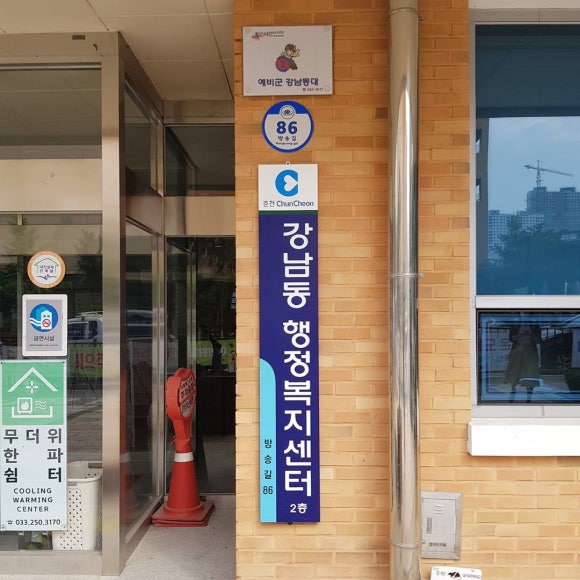 예비군 강남동대
86
방송길
춘천 ChunCheon
강남동 행정복지센터
방송길 86
2층
금연시설
무더위
한파
쉼터
COOLING
WARMING
CENTER
☎ 033.250.3170